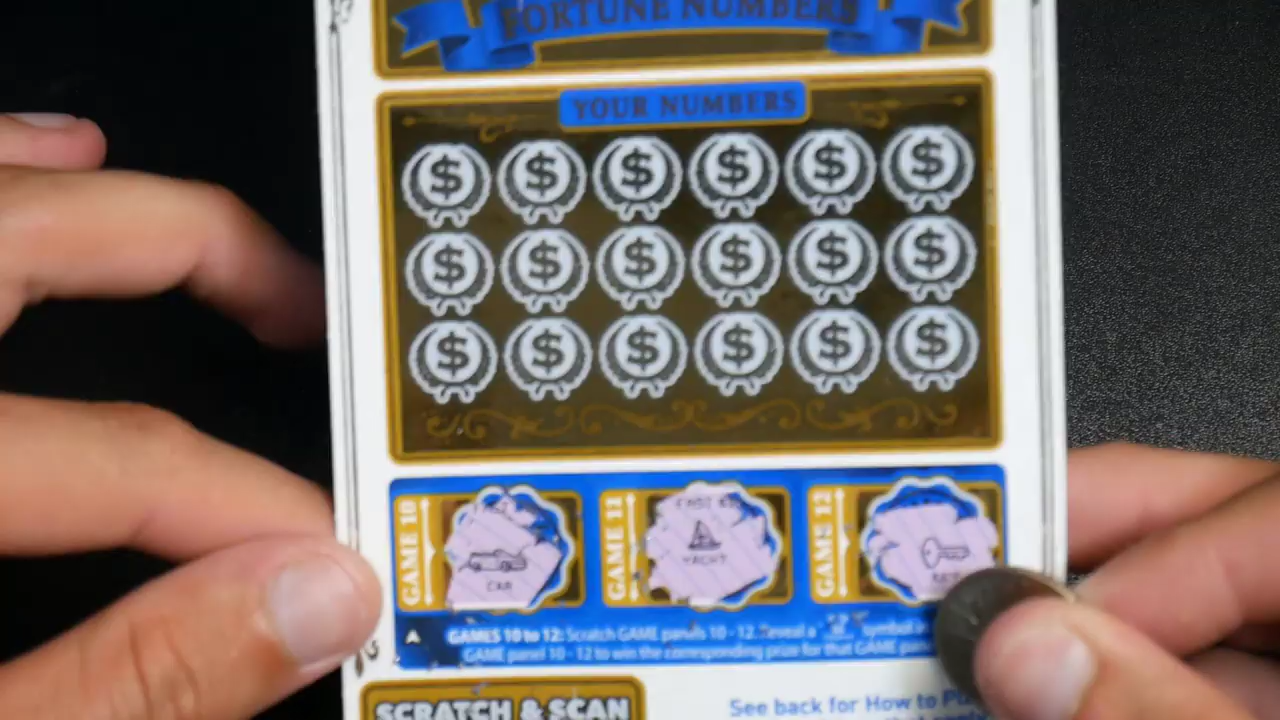 FORTUNE NUMBERS
YOUR NUMBERS
$ $ $ $ $ $
$ $ $ $ $ $
$ $ $ $ $ $
GAME 10
CAR
GAME 11
YACHT
GAME 12
KEY
A
GAMES 10 to 12: Scratch GAME panels 10 - 12. Reveal a symbol
GAME panel 10 - 12 to win the corresponding prize for that GAME
SCRATCH & SCAN
See back for How to